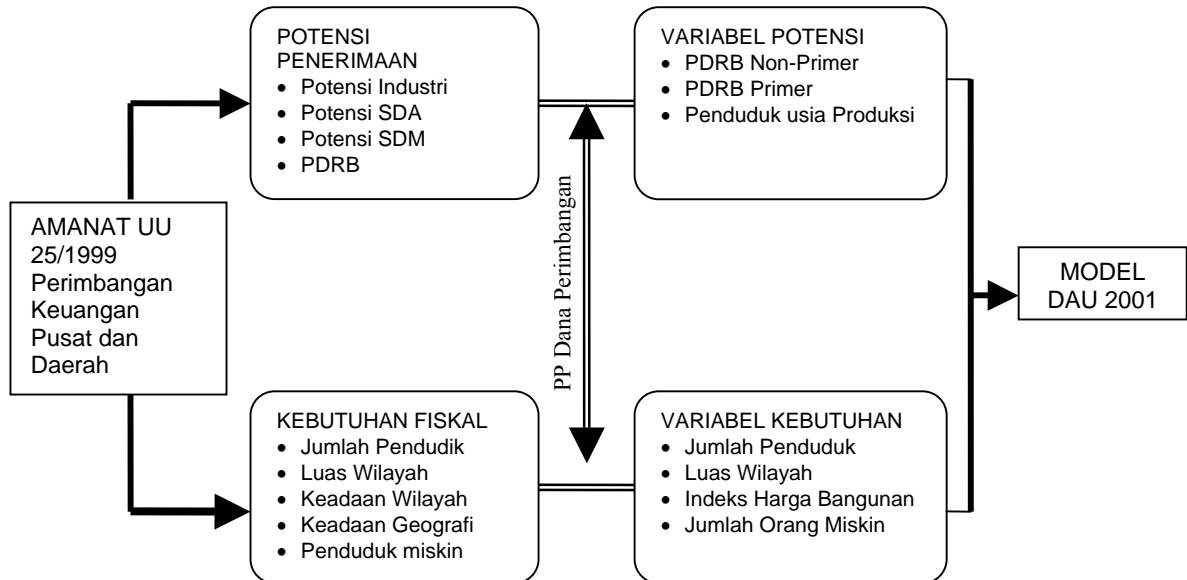 POTENSI
PENERIMAAN
• Potensi Industri
• Potensi SDA
• Potensi SDM
• PDRB
VARIABEL POTENSI
• PDRB Non-Primer
• PDRB Primer
• Penduduk usia Produksi
AMANAT UU
25/1999
Perimbangan
Keuangan
Pusat dan
Daerah
PP Dana Perimbangan
MODEL
DAU 2001
KEBUTUHAN FISKAL
• Jumlah Pendudik
• Luas Wilayah
• Keadaan Wilayah
• Keadaan Geografi
• Penduduk miskin
VARIABEL KEBUTUHAN
• Jumlah Penduduk
• Luas Wilayah
• Indeks Harga Bangunan
• Jumlah Orang Miskin